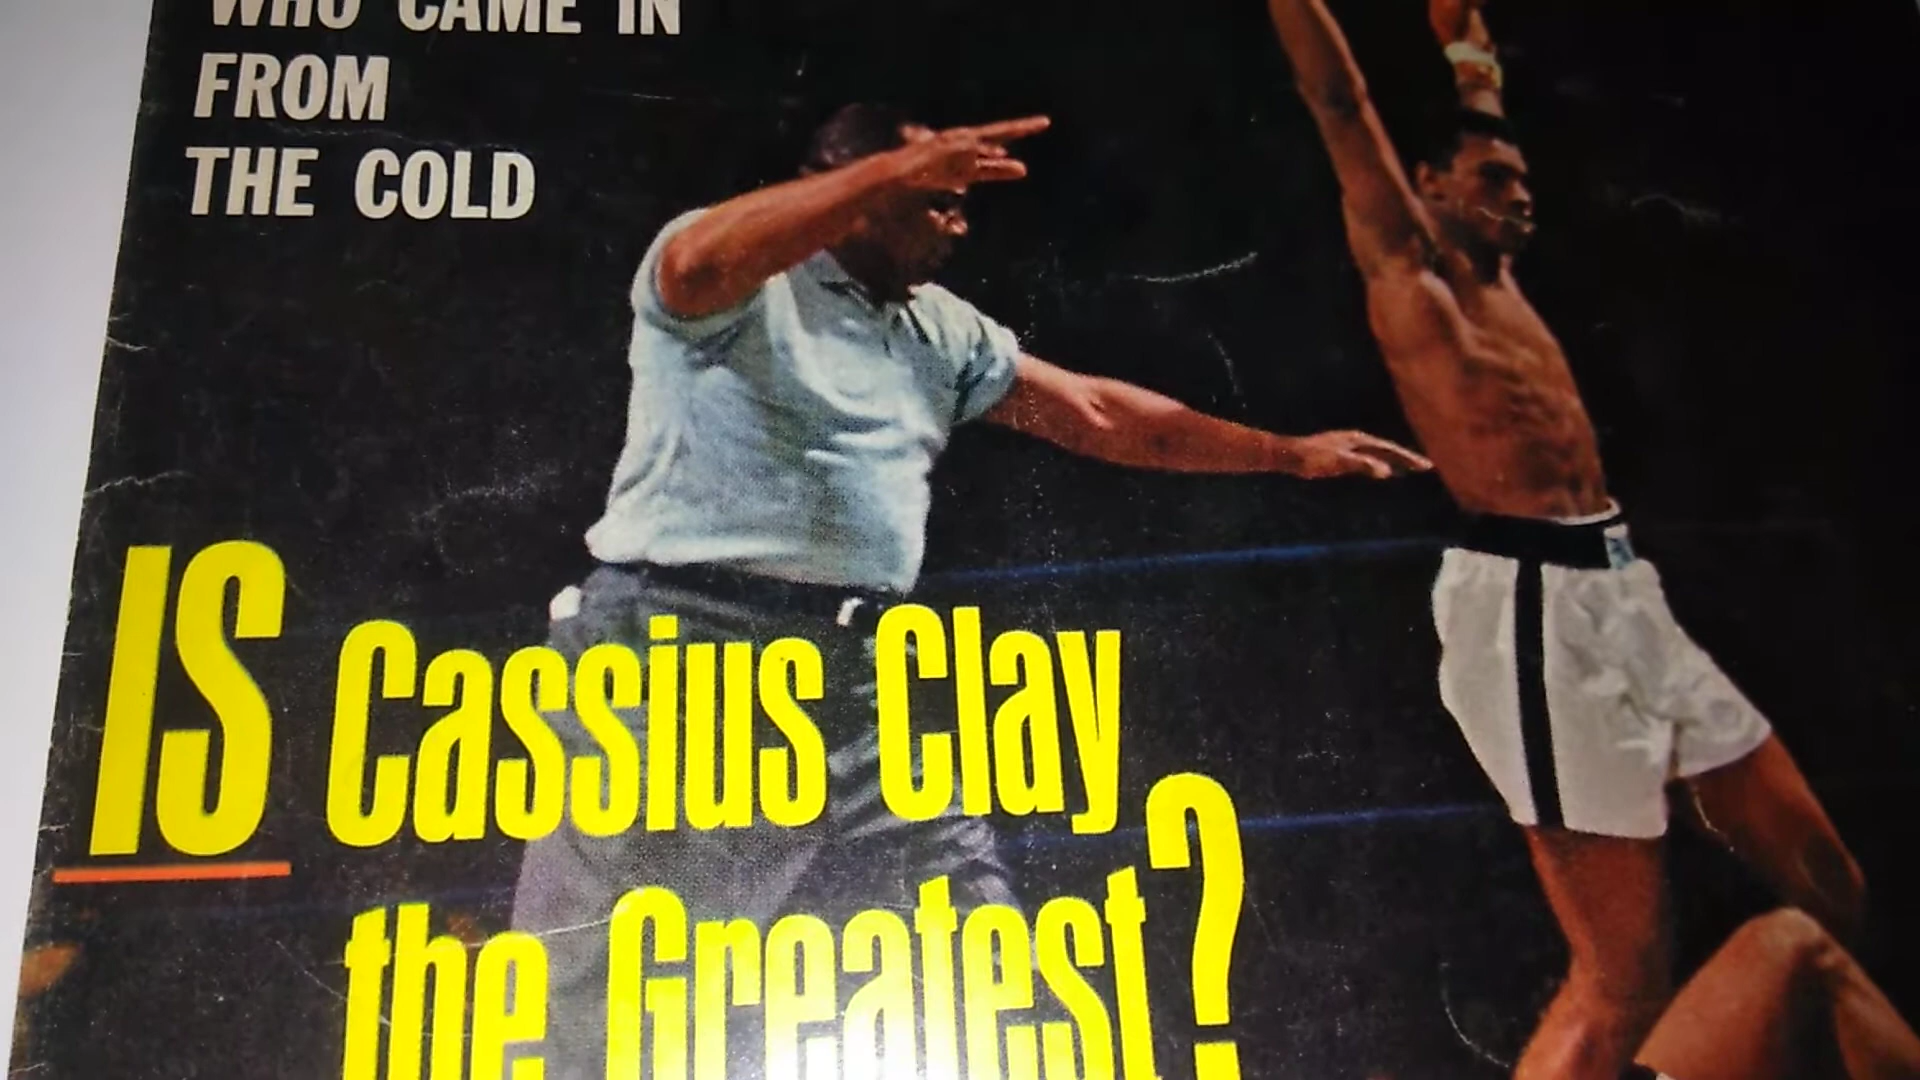 WHO CAME IN
FROM
THE COLD
IS Cassius Clay
the Greatest?